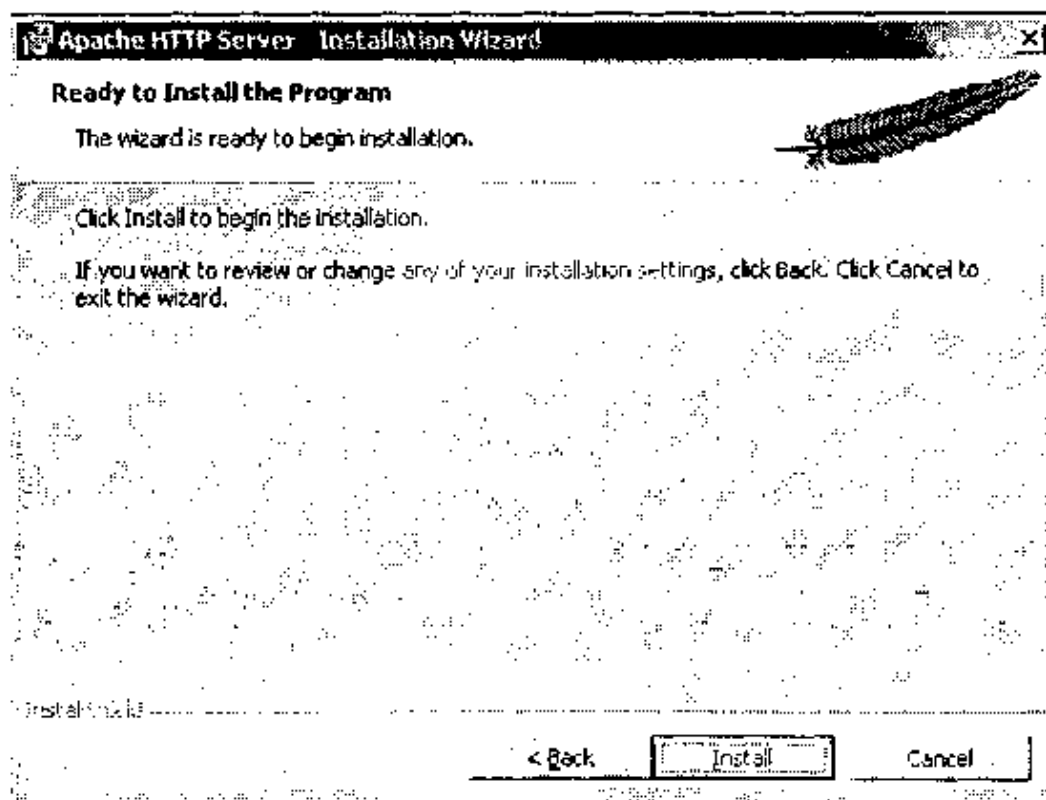 Apache HTTP Server - Installation Wizard
Ready to Install the Program
The wizard is ready to begin installation.
Click Install to begin the installation.
If you want to review or change any of your installation settings, click Back. Click Cancel to
exit the wizard.
InstallShield
< Back
Install
Cancel